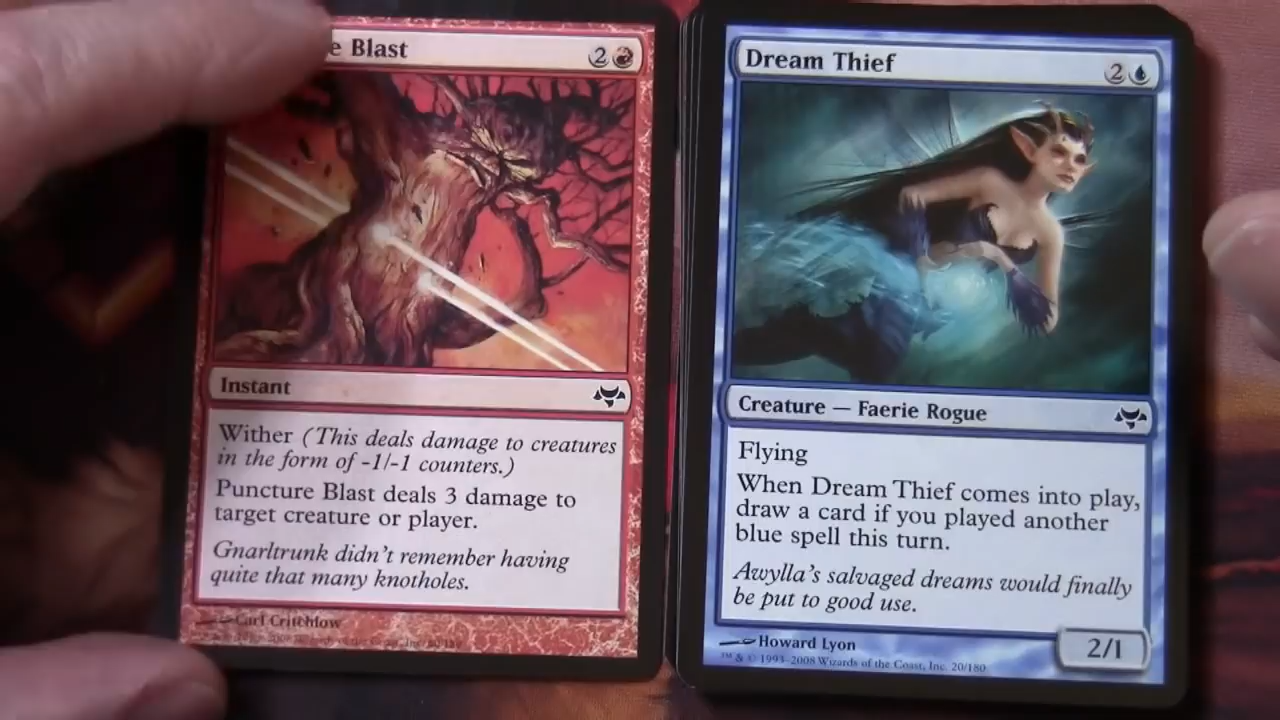 e Blast
2
Instant
Wither (This deals damage to creatures
in the form of -1/-1 counters.)
Puncture Blast deals 3 damage to
target creature or player.
Gnarltrunk didn't remember having
quite that many knotholes.
Carl Critchlow
Dream Thief
2
Creature — Faerie Rogue
Flying
When Dream Thief comes into play,
draw a card if you played another
blue spell this turn.
Awylla's salvaged dreams would finally
be put to good use.
Howard Lyon
2/1
™ & © 1993-2008 Wizards of the Coast, Inc. 20/180